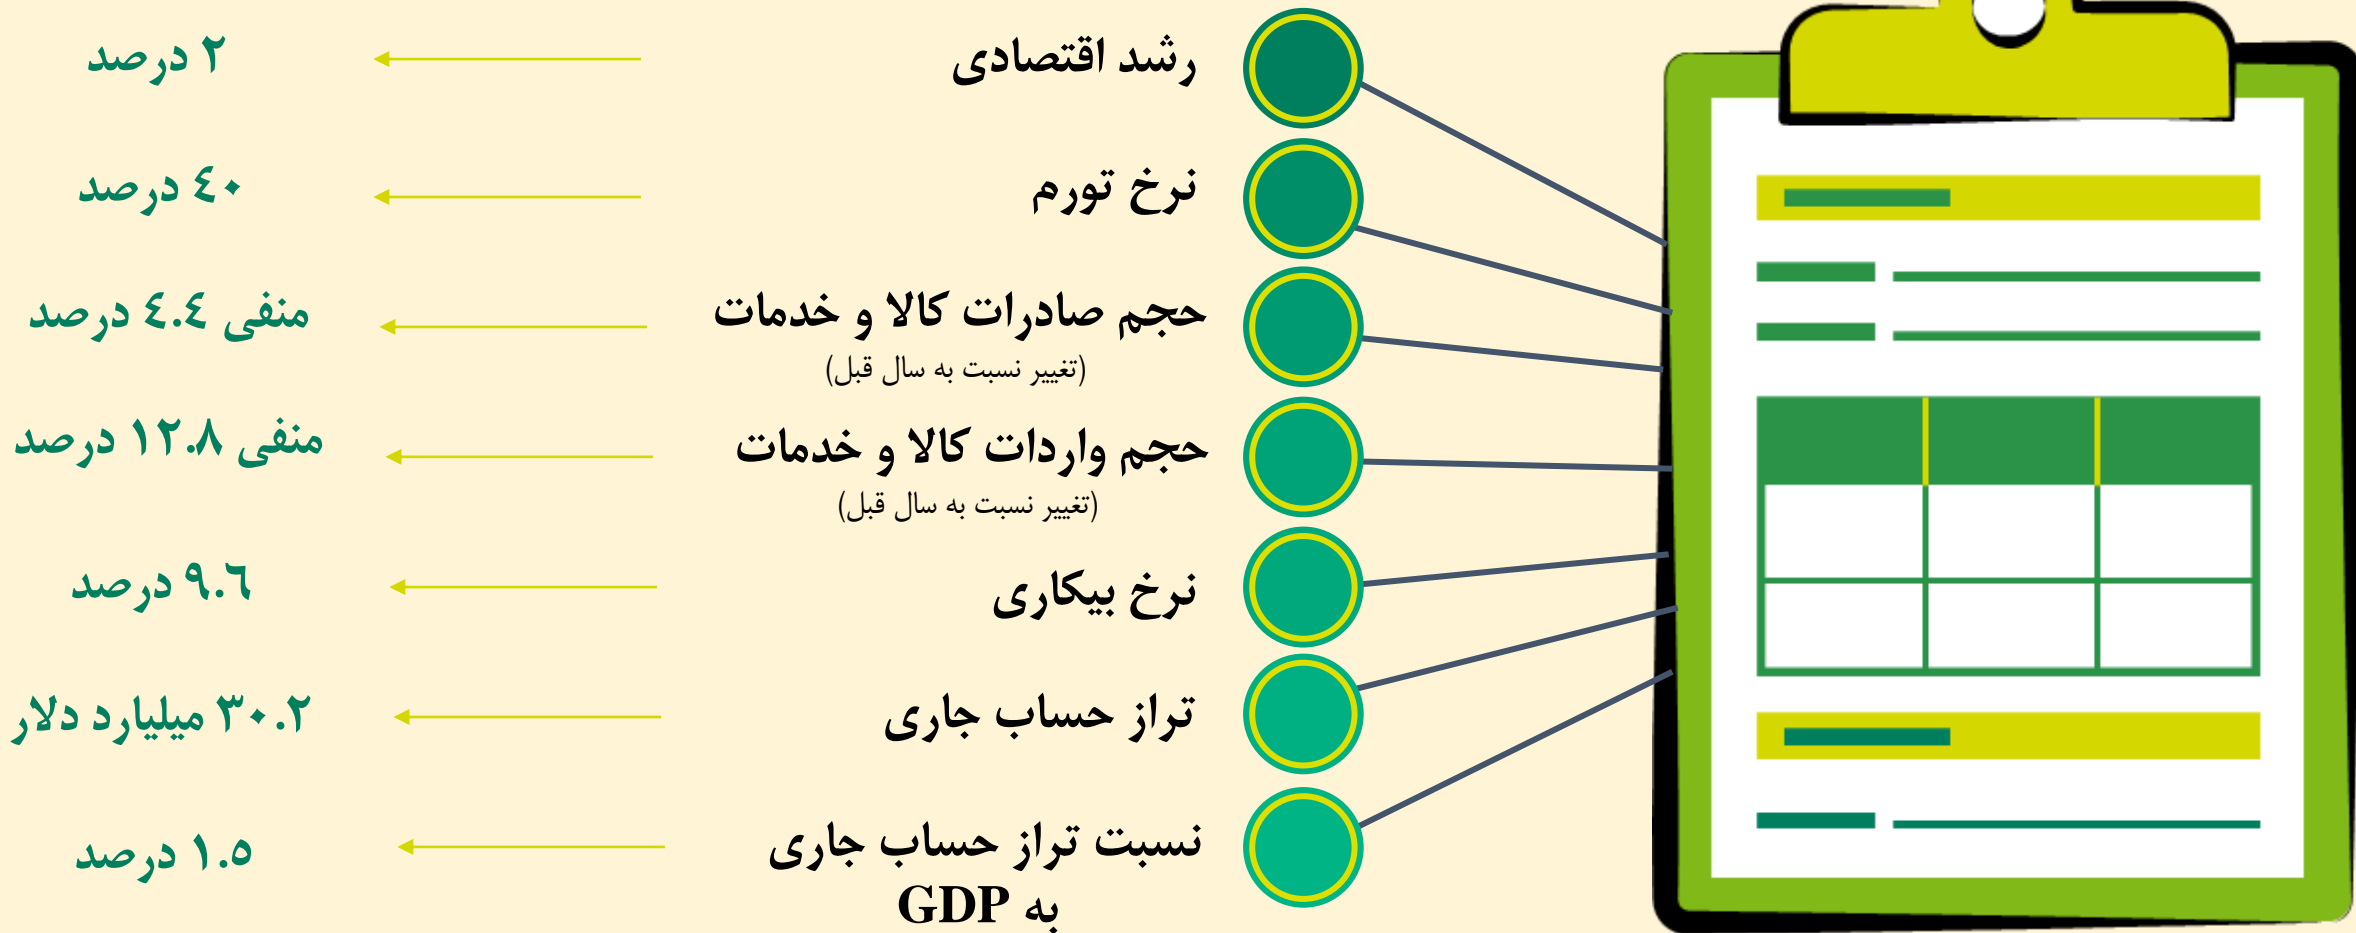 رشد اقتصادی
۲ درصد
نرخ تورم
٤۰ درصد
حجم صادرات کالا و خدمات
(تغییر نسبت به سال قبل)
منفی ٤.٤ درصد
حجم واردات کالا و خدمات
(تغییر نسبت به سال قبل)
منفی ۱۲.۸ درصد
نرخ بیکاری
۹.٦ درصد
تراز حساب جاری
۳۰.۲ میلیارد دلار
نسبت تراز حساب جاری
به GDP
۱.٥ درصد